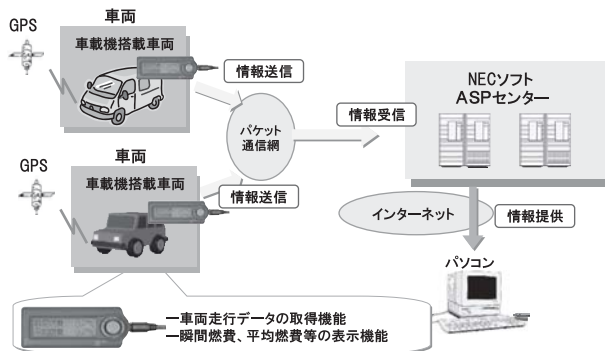 GPS
車両
車載機搭載車両
情報送信
NECソフト
ASPセンター
情報受信
パケット
通信網
GPS
車両
車載機搭載車両
情報送信
インターネット
情報提供
パソコン
―車両走行データの取得機能
―瞬間燃費、平均燃費等の表示機能